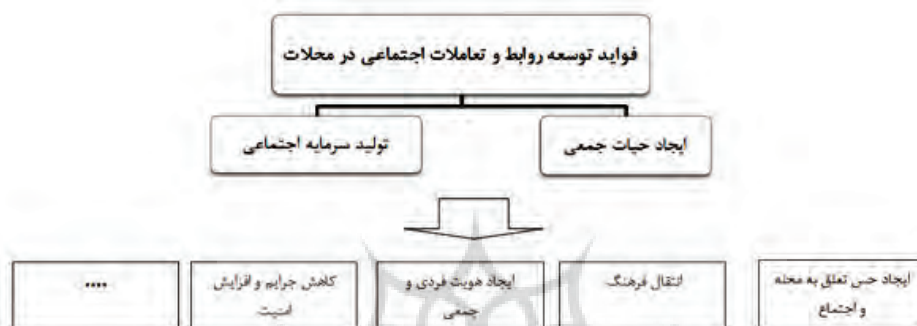 فواید توسعه روابط و تعاملات اجتماعی در محلات
ایجاد حیات جمعی
تولید سرمایه اجتماعی
ایجاد حس تعلق به محله
و اجتماع
انتقال فرهنگ
ایجاد هویت فردی و
جمعی
کاهش جرایم و افزایش
امنیت
....